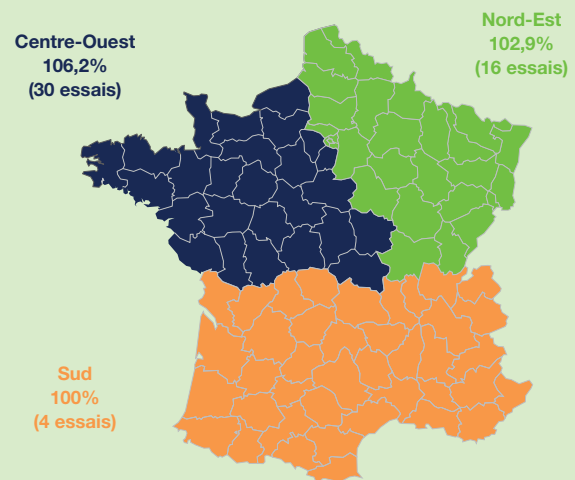 Centre-Ouest
106,2%
(30 essais)
Nord-Est
102,9%
(16 essais)
Sud
100%
(4 essais)